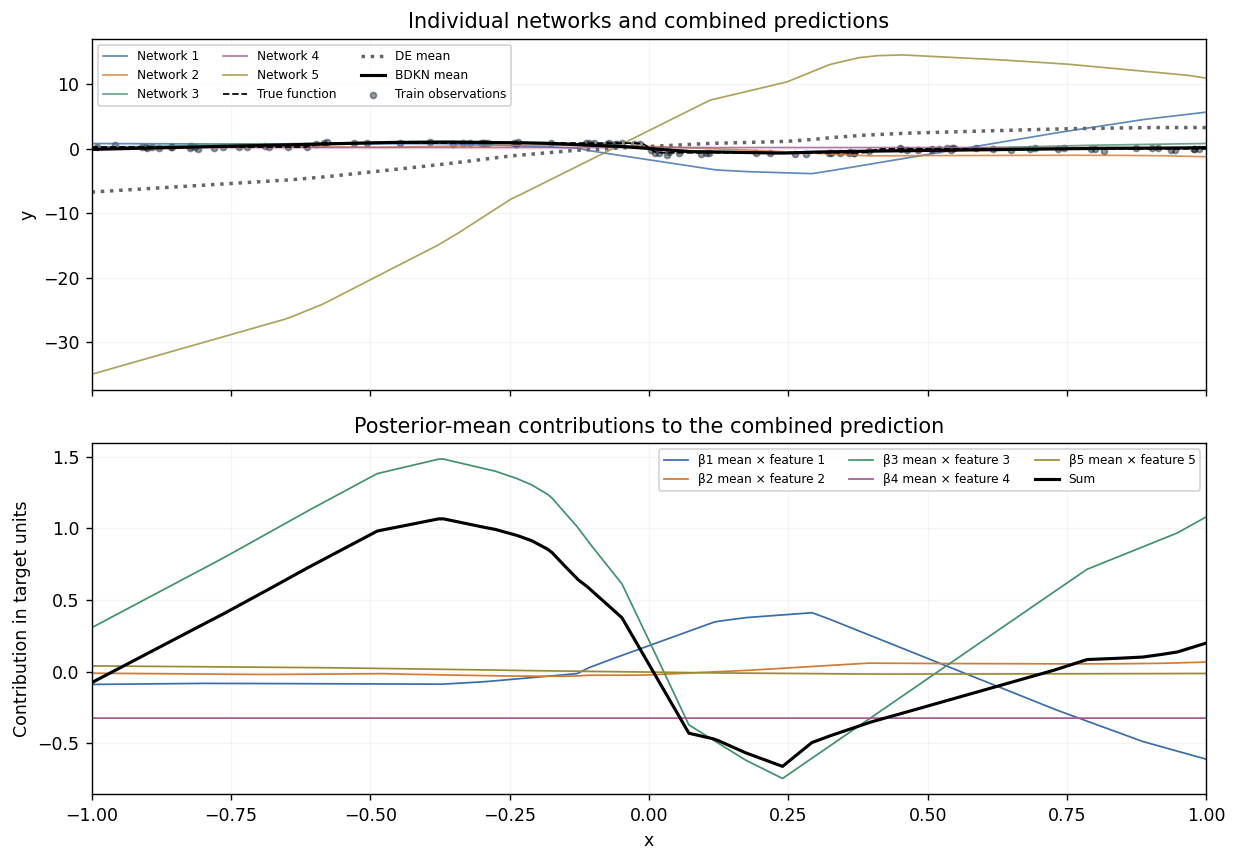 Individual networks and combined predictions
Network 1 Network 4 DE mean
Network 2 Network 5 BDKN mean
Network 3 True function Train observations
10
0
−10
−20
−30
y
Posterior-mean contributions to the combined prediction
β1 mean × feature 1 β3 mean × feature 3 β5 mean × feature 5
β2 mean × feature 2 β4 mean × feature 4 Sum
1.5
1.0
0.5
0.0
−0.5
Contribution in target units
−1.00 −0.75 −0.50 −0.25 0.00 0.25 0.50 0.75 1.00
x